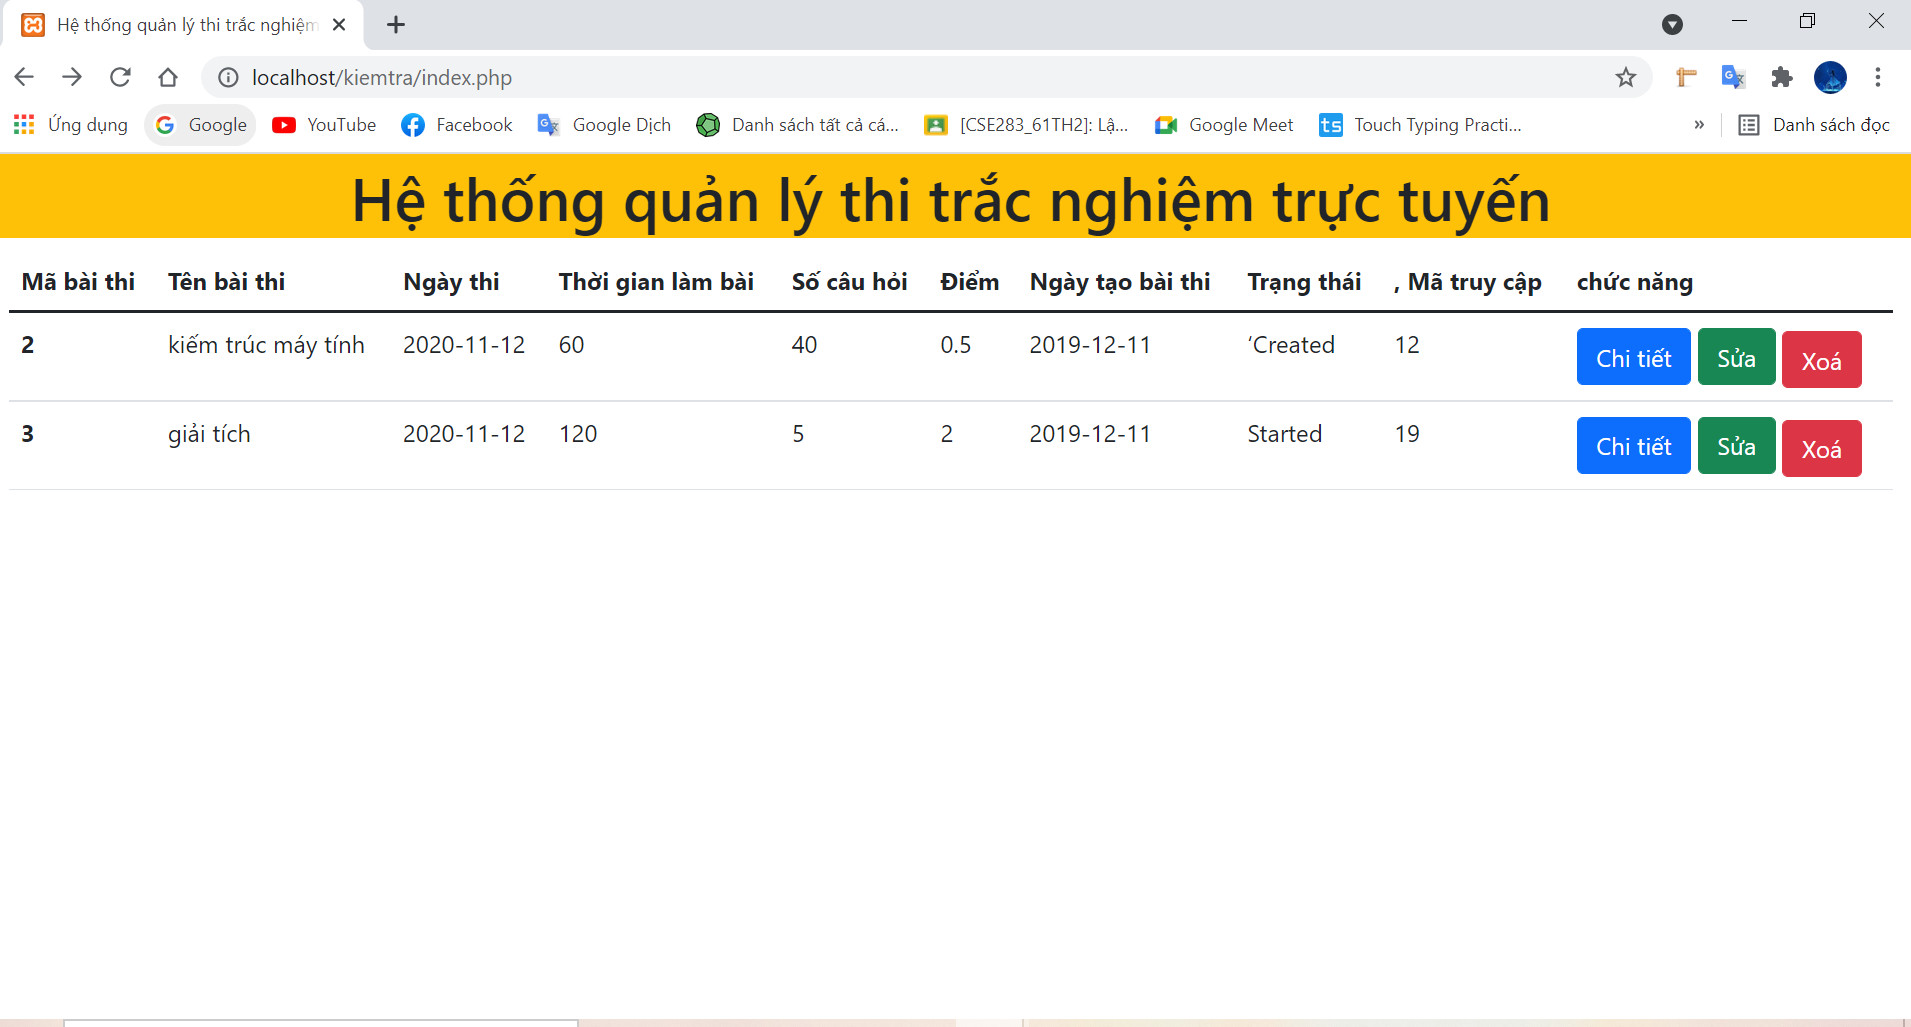 Hệ thống quản lý thi trắc nghiệm
localhost/kiemtra/index.php
Ứng dụng Google YouTube Facebook Google Dịch Danh sách tất cả cá... [CSE283_61TH2]: Lậ... Google Meet ts Touch Typing Practi... » Danh sách đọc
Hệ thống quản lý thi trắc nghiệm trực tuyến
Mã bài thi Tên bài thi Ngày thi Thời gian làm bài Số câu hỏi Điểm Ngày tạo bài thi Trạng thái , Mã truy cập chức năng
2 kiếm trúc máy tính 2020-11-12 60 40 0.5 2019-12-11 ‘Created 12 Chi tiết Sửa Xoá
3 giải tích 2020-11-12 120 5 2 2019-12-11 Started 19 Chi tiết Sửa Xoá